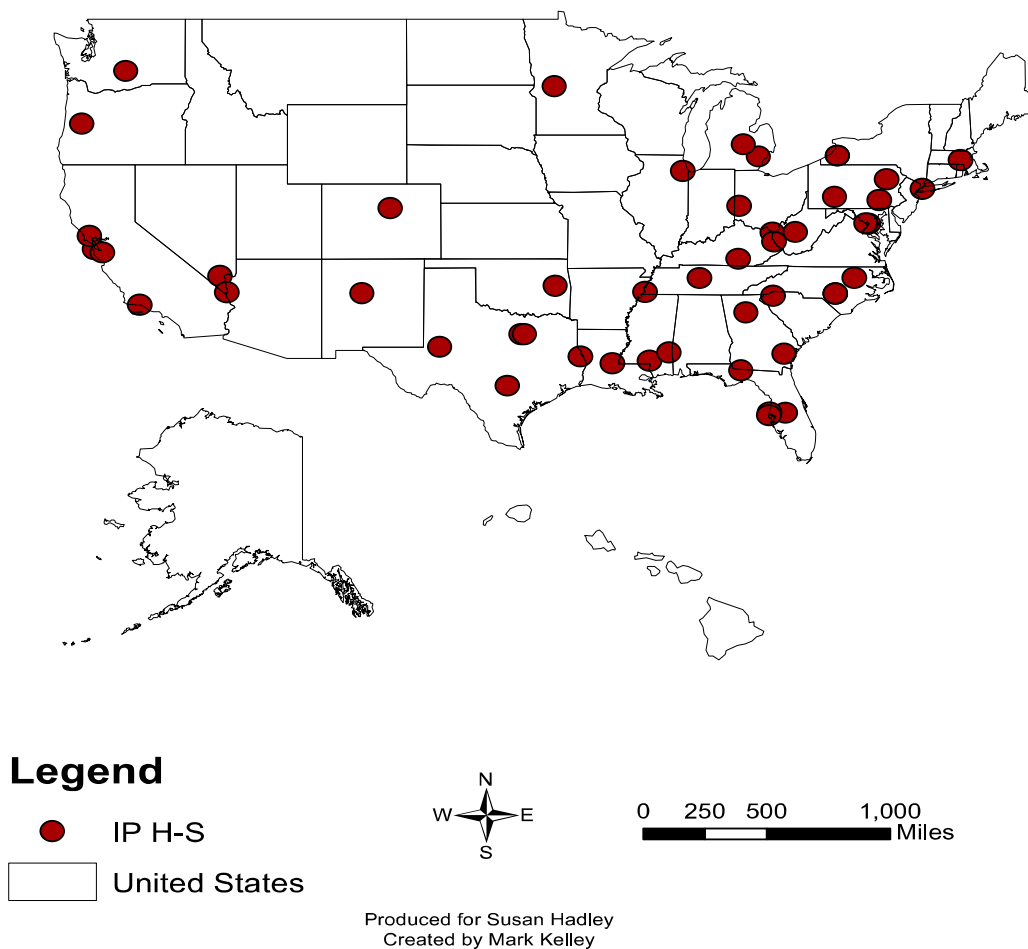 Legend
IP H-S
United States
N
W E
S
0 250 500 1,000
Miles
Produced for Susan Hadley
Created by Mark Kelley